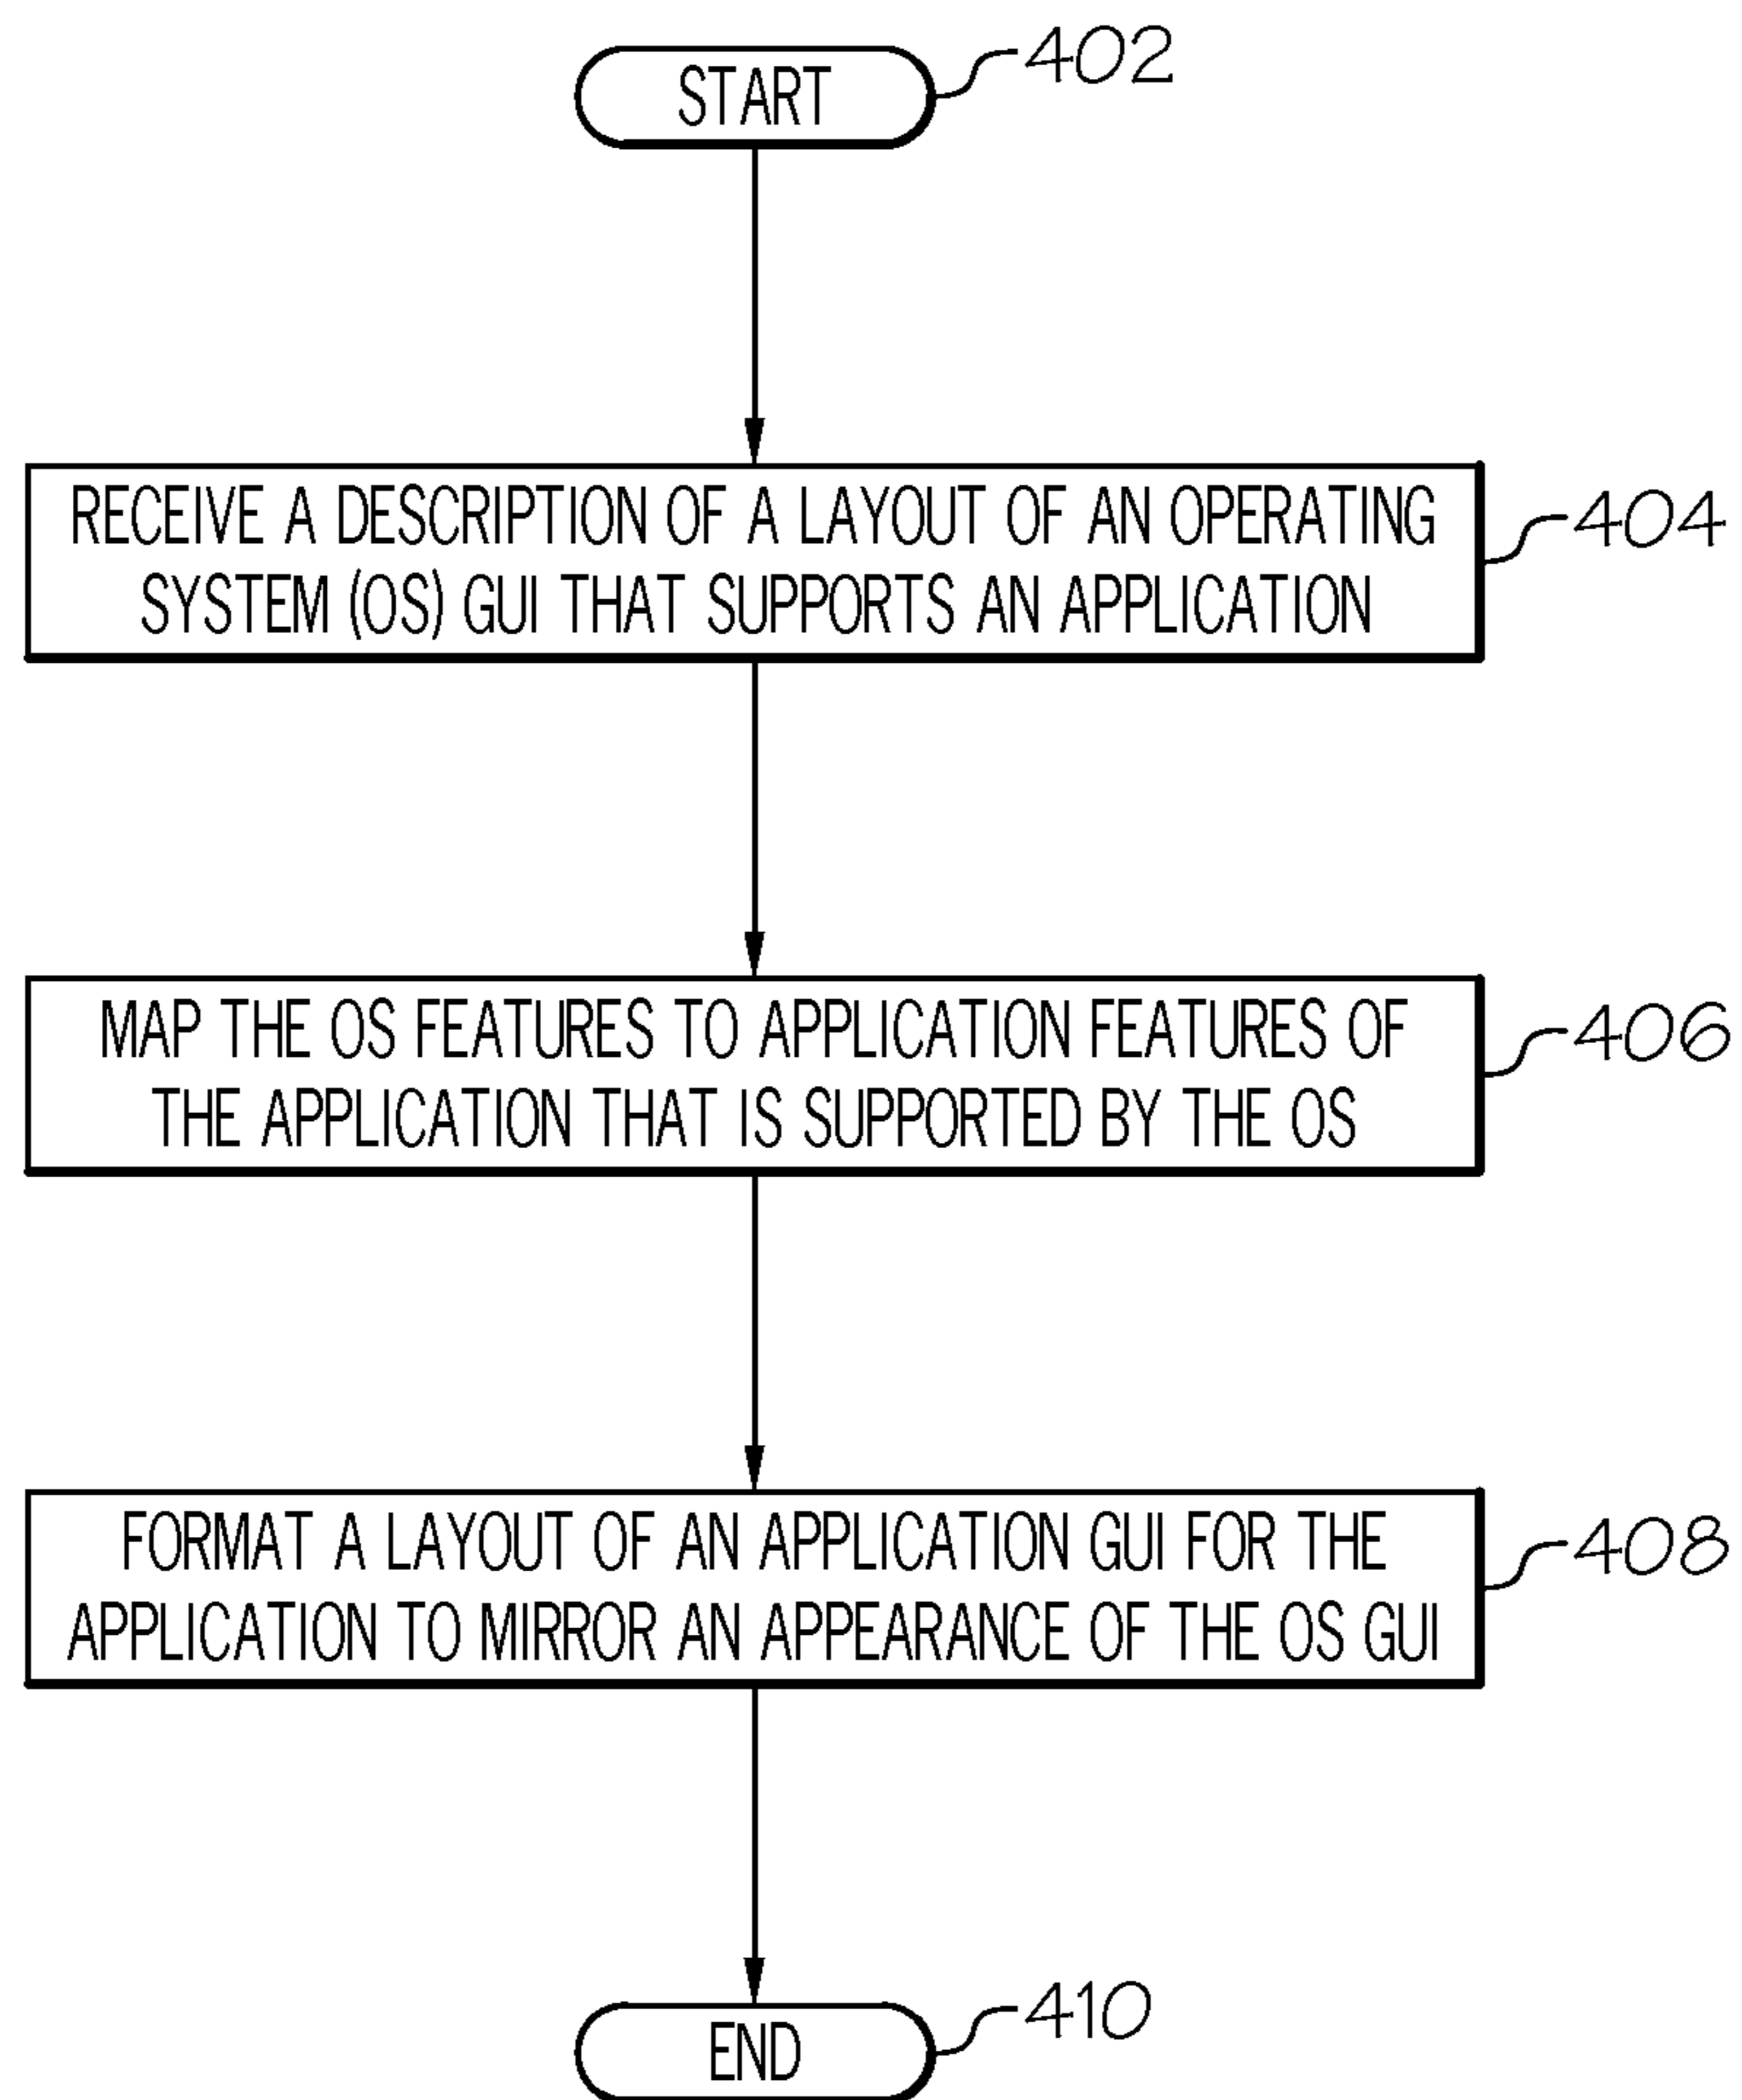 START
402
RECEIVE A DESCRIPTION OF A LAYOUT OF AN OPERATING
SYSTEM (OS) GUI THAT SUPPORTS AN APPLICATION
404
MAP THE OS FEATURES TO APPLICATION FEATURES OF
THE APPLICATION THAT IS SUPPORTED BY THE OS
406
FORMAT A LAYOUT OF AN APPLICATION GUI FOR THE
APPLICATION TO MIRROR AN APPEARANCE OF THE OS GUI
408
END
410